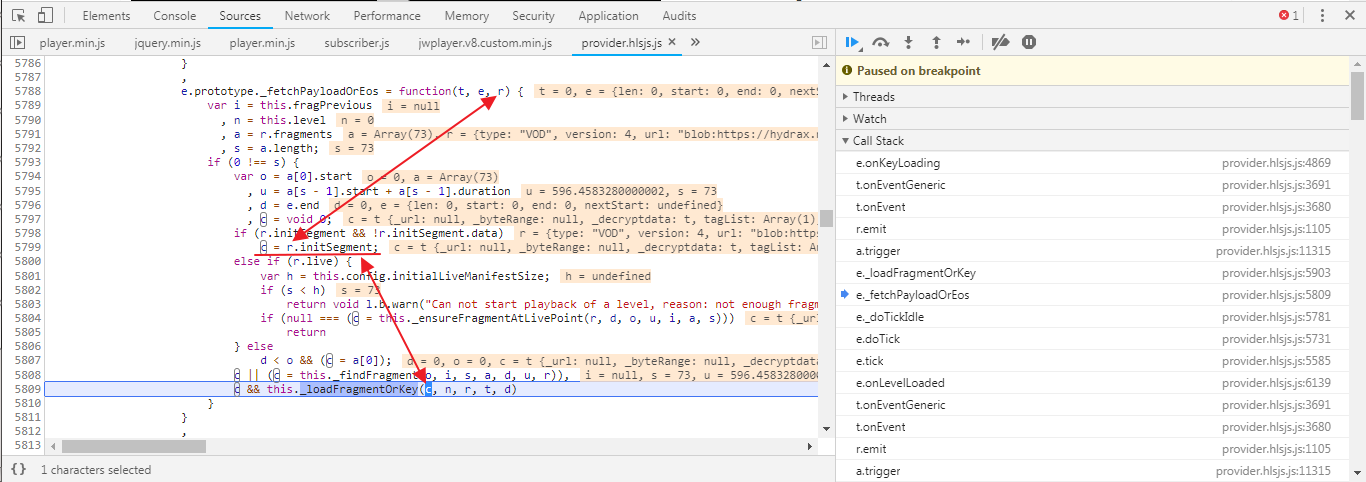 Elements Console Sources Network Performance Memory Security Application Audits 1
player.min.js jquery.min.js player.min.js subscriber.js jwplayer.v8.custom.min.js provider.hlsjs.js × »
5786 }
5787 ,
5788 e.prototype._fetchPayloadOrEos = function(t, e, r) { t = 0, e = {len: 0, start: 0, end: 0, nextS
5789 var i = this.fragPrevious i = null
5790 , n = this.level n = 0
5791 , a = r.fragments a = Array(73), r = {type: "VOD", version: 4, url: "blob:https://hydrax.n
5792 , s = a.length; s = 73
5793 if (0 !== s) {
5794 var o = a[0].start o = 0, a = Array(73)
5795 , u = a[s - 1].start + a[s - 1].duration u = 596.4583280000002, s = 73
5796 , d = e.end d = 0, e = {len: 0, start: 0, end: 0, nextStart: undefined}
5797 , c = void 0; c = t {_url: null, _byteRange: null, _decryptdata: t, tagList: Array(1),
5798 if (r.initSegment && !r.initSegment.data) r = {type: "VOD", version: 4, url: "blob:https
5799 c = r.initSegment; c = t {_url: null, _byteRange: null, _decryptdata: t, tagList: Ar
5800 else if (r.live) {
5801 var h = this.config.initialLiveManifestSize; h = undefined
5802 if (s < h) s = 73
5803 return void l.b.warn("Can not start playback of a level, reason: not enough fragm
5804 if (null === (c = this._ensureFragmentAtLivePoint(r, d, o, u, i, a, s))) c = t {_ur
5805 return
5806 } else
5807 d < o && (c = a[0]); d = 0, o = 0, c = t {_url: null, _byteRange: null, _decryptda
5808 c || (c = this._findFragment(o, i, s, a, d, u, r)), i = null, s = 73, u = 596.4583280000
5809 c && this._loadFragmentOrKey(c, n, r, t, d)
5810 }
5811 }
5812 ,
5813
{} 1 characters selected
Paused on breakpoint
Threads
Watch
Call Stack
e.onKeyLoading provider.hlsjs.js:4869
t.onEventGeneric provider.hlsjs.js:3691
t.onEvent provider.hlsjs.js:3680
r.emit provider.hlsjs.js:1105
a.trigger provider.hlsjs.js:11315
e._loadFragmentOrKey provider.hlsjs.js:5903
e._fetchPayloadOrEos provider.hlsjs.js:5809
e._doTickIdle provider.hlsjs.js:5781
e.doTick provider.hlsjs.js:5731
e.tick provider.hlsjs.js:5585
e.onLevelLoaded provider.hlsjs.js:6139
t.onEventGeneric provider.hlsjs.js:3691
t.onEvent provider.hlsjs.js:3680
r.emit provider.hlsjs.js:1105
a.trigger provider.hlsjs.js:11315